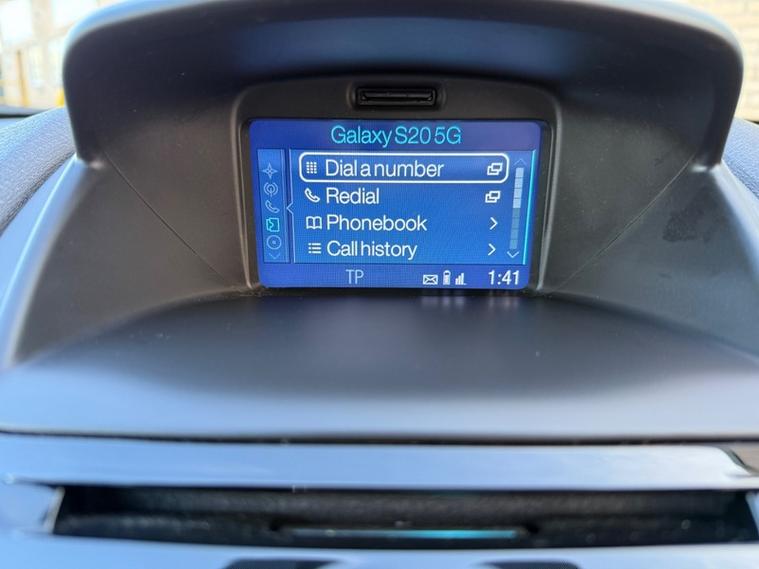 Galaxy S20 5G
Dial a number
Redial
Phonebook
Call history
TP 1:41